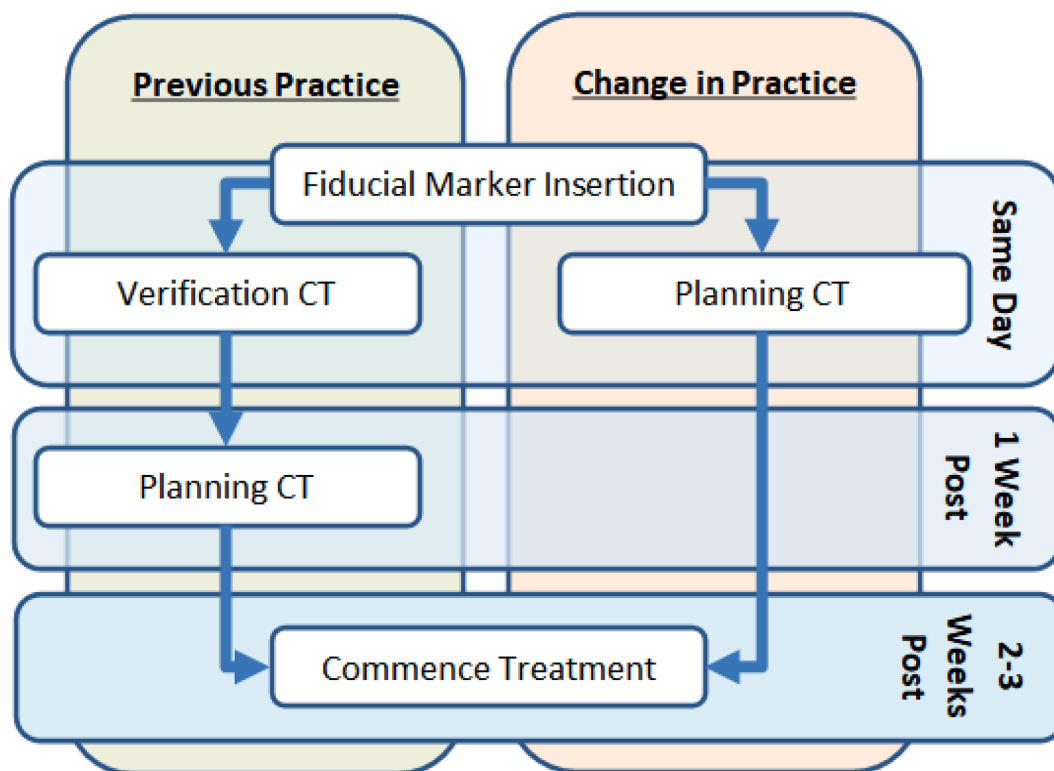 Previous Practice
Change in Practice
Fiducial Marker Insertion
Verification CT
Planning CT
Same Day
Planning CT
1 Week
Post
Commence Treatment
2-3
Weeks
Post